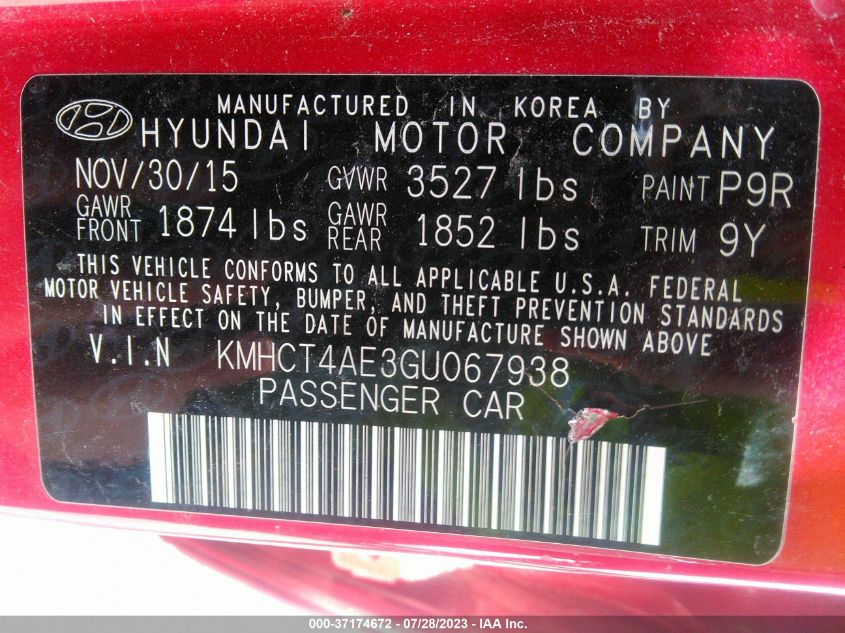 MANUFACTURED IN KOREA BY
HYUNDAI MOTOR COMPANY
NOV/30/15 GVWR 3527 lbs PAINT P9R
GAWR FRONT 1874 lbs GAWR REAR 1852 lbs TRIM 9Y
THIS VEHICLE CONFORMS TO ALL APPLICABLE U.S.A. FEDERAL
MOTOR VEHICLE SAFETY, BUMPER, AND THEFT PREVENTION STANDARDS
IN EFFECT ON THE DATE OF MANUFACTURE SHOWN ABOVE
V.I.N KMHCT4AE3GU067938
PASSENGER CAR
000-37174672 - 07/28/2023 - IAA Inc.